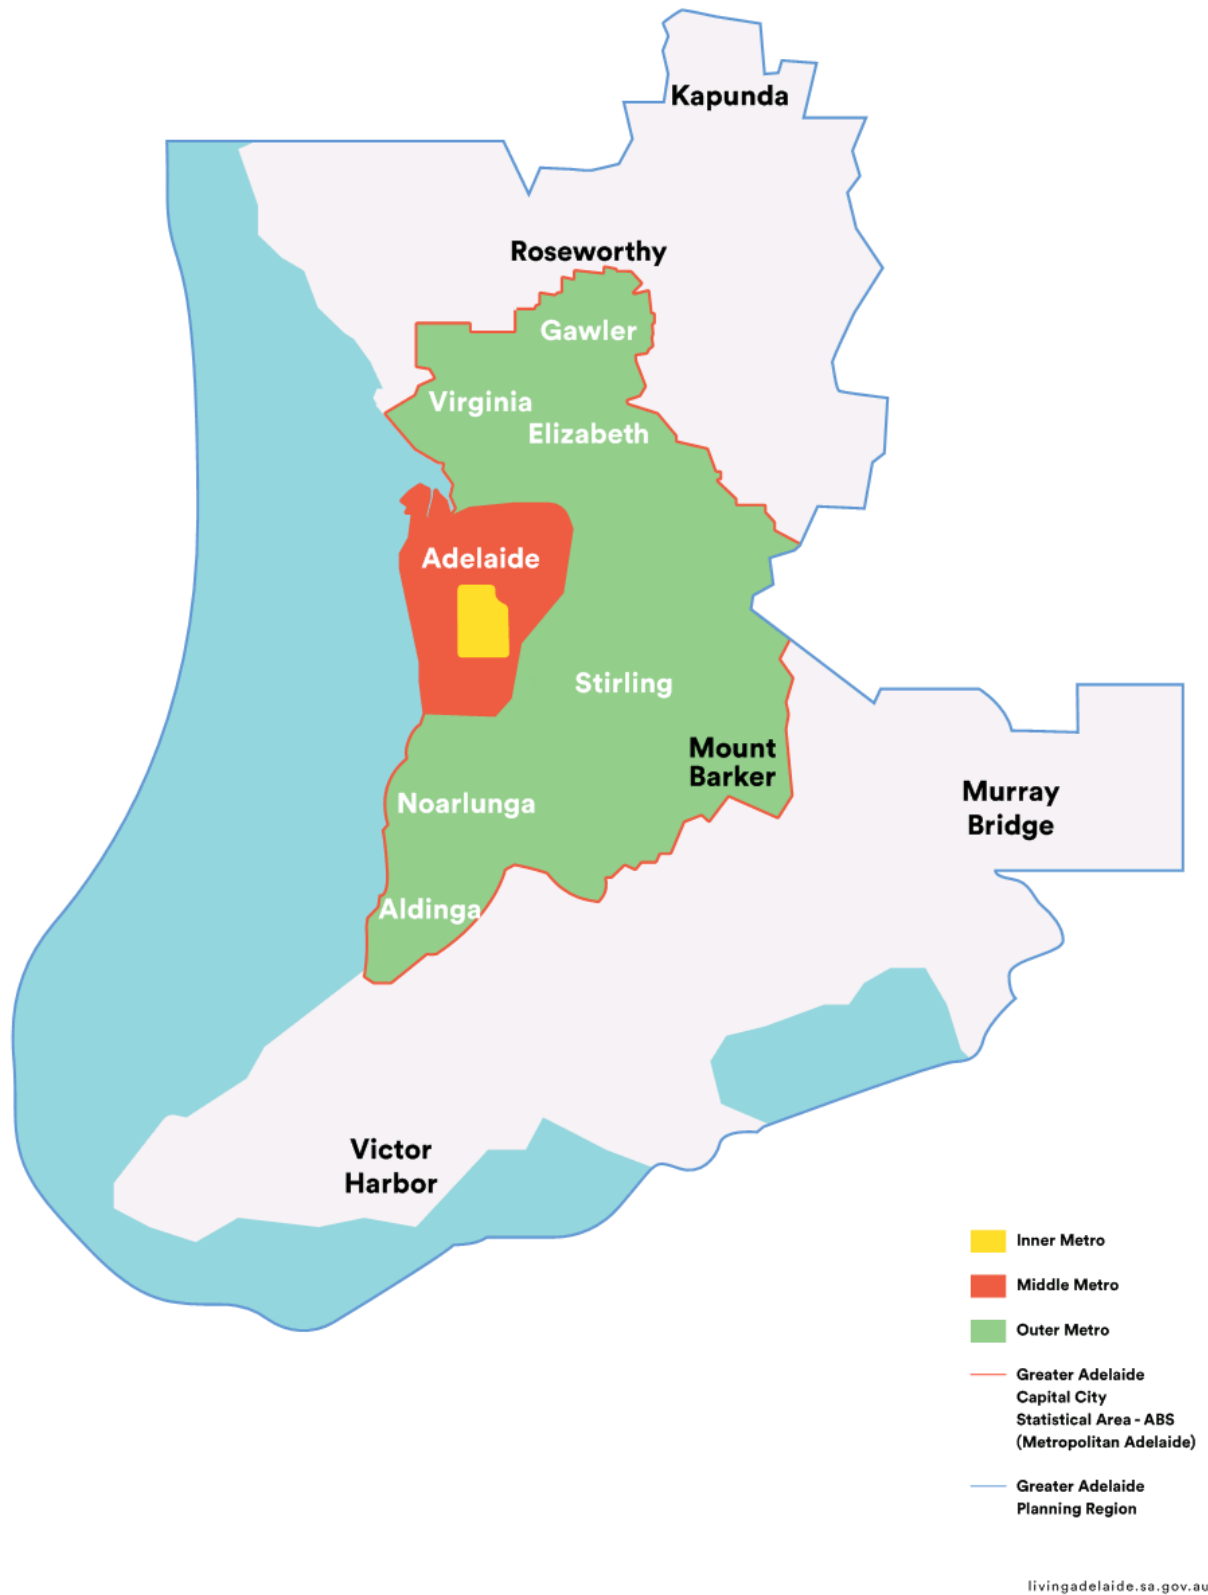 Kapunda
Roseworthy
Gawler
Virginia
Elizabeth
Adelaide
Stirling
Mount
Barker
Noarlunga
Murray
Bridge
Aldinga
Victor
Harbor
Inner Metro
Middle Metro
Outer Metro
Greater Adelaide
Capital City
Statistical Area - ABS
(Metropolitan Adelaide)
Greater Adelaide
Planning Region
livingadelaide.sa.gov.au